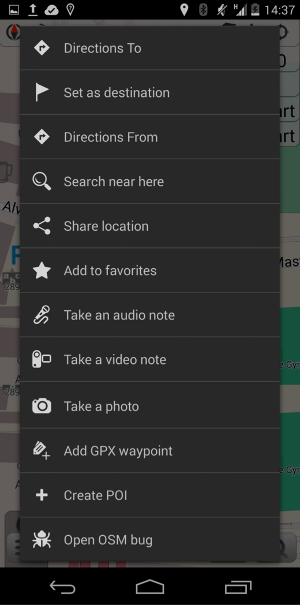 14:37
Directions To
Set as destination
Directions From
Search near here
Share location
Add to favorites
Take an audio note
Take a video note
Take a photo
Add GPX waypoint
Create POI
Open OSM bug